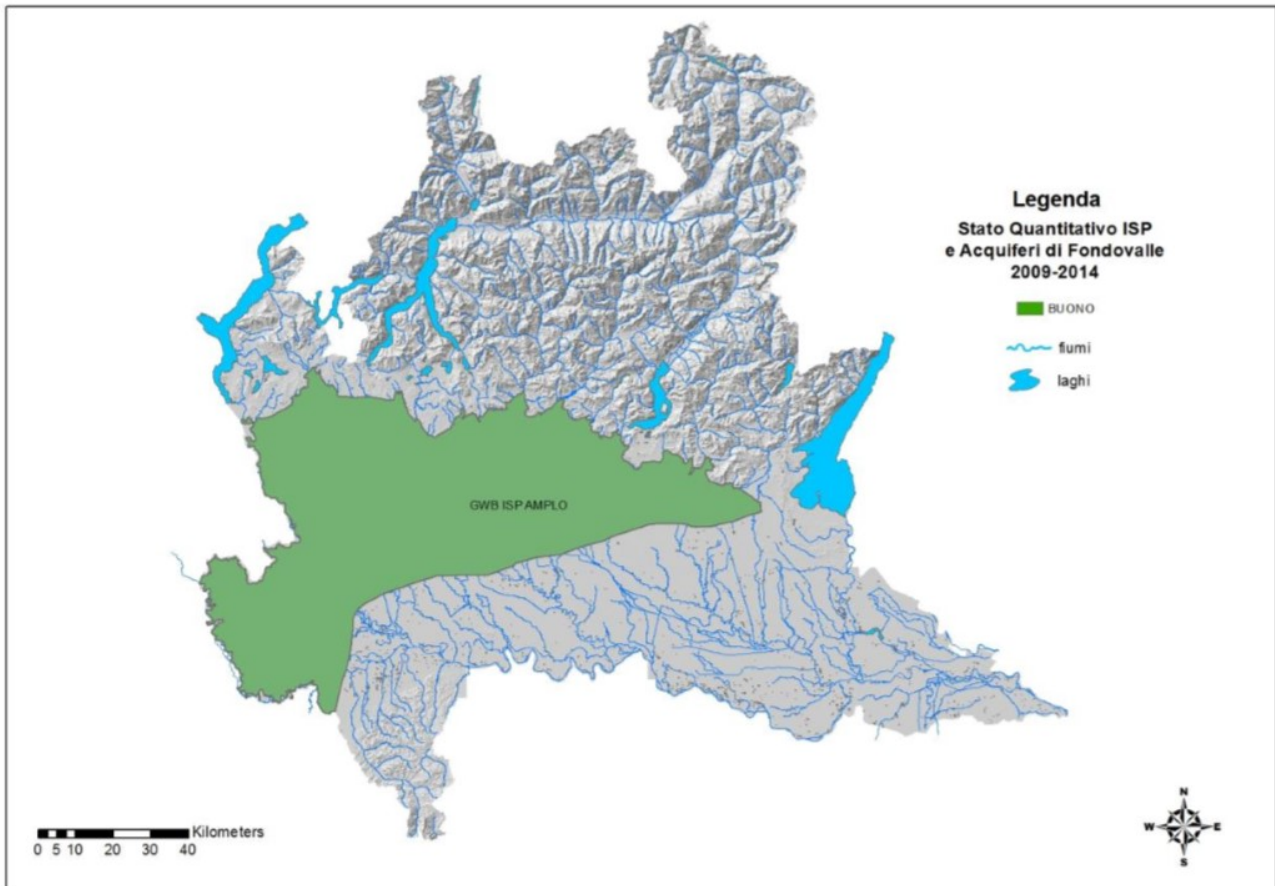 Legenda
Stato Quantitativo ISP
e Acquiferi di Fondovalle
2009-2014
BUONO
fiumi
laghi
GWB ISP AMPLO
Kilometers
0 5 10 20 30 40
N
W E
S